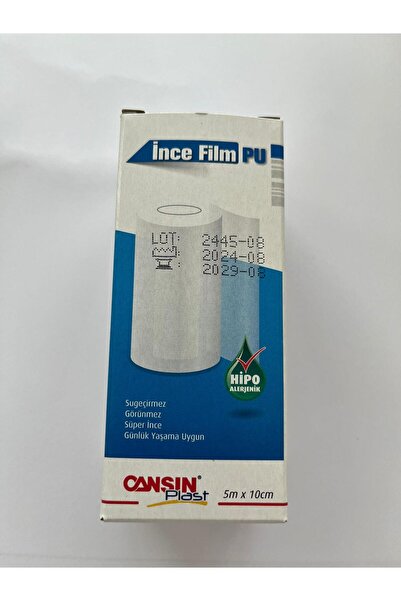 İnce Film PU
LOT: 2445-08
: 2024-08
: 2029-08
HİPO
ALERJENİK
Sugeçirmez
Görünmez
Süper İnce
Günlük Yaşama Uygun
CANSIN®
Plast
5m x 10cm